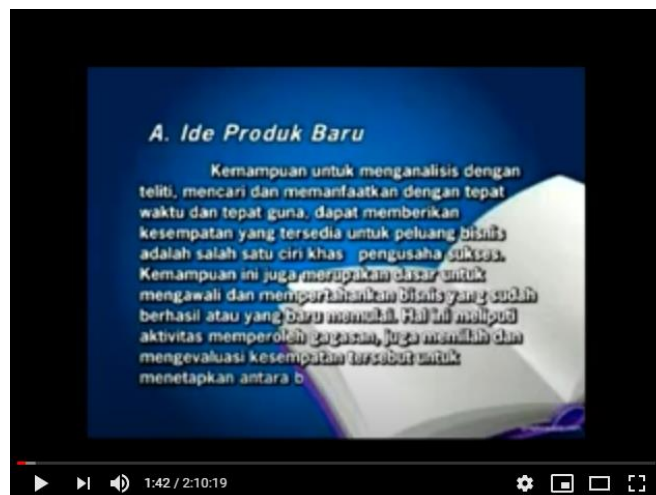 A. Ide Produk Baru
Kemampuan untuk menganalisis dengan
teliti, mencari dan memanfaatkan dengan tepat
waktu dan tepat guna, dapat memberikan
kesempatan yang tersedia untuk peluang bisnis
adalah salah satu ciri khas pengusaha sukses.
Kemampuan ini juga merupakan dasar untuk
mengawali dan mempertahankan bisnis yang sudah
berhasil atau yang baru memulai. Hal ini meliputi
aktivitas memperoleh gagasan, juga memilah dan
mengevaluasi kesempatan tersebut untuk
menetapkan antara b
1:42 / 2:10:19